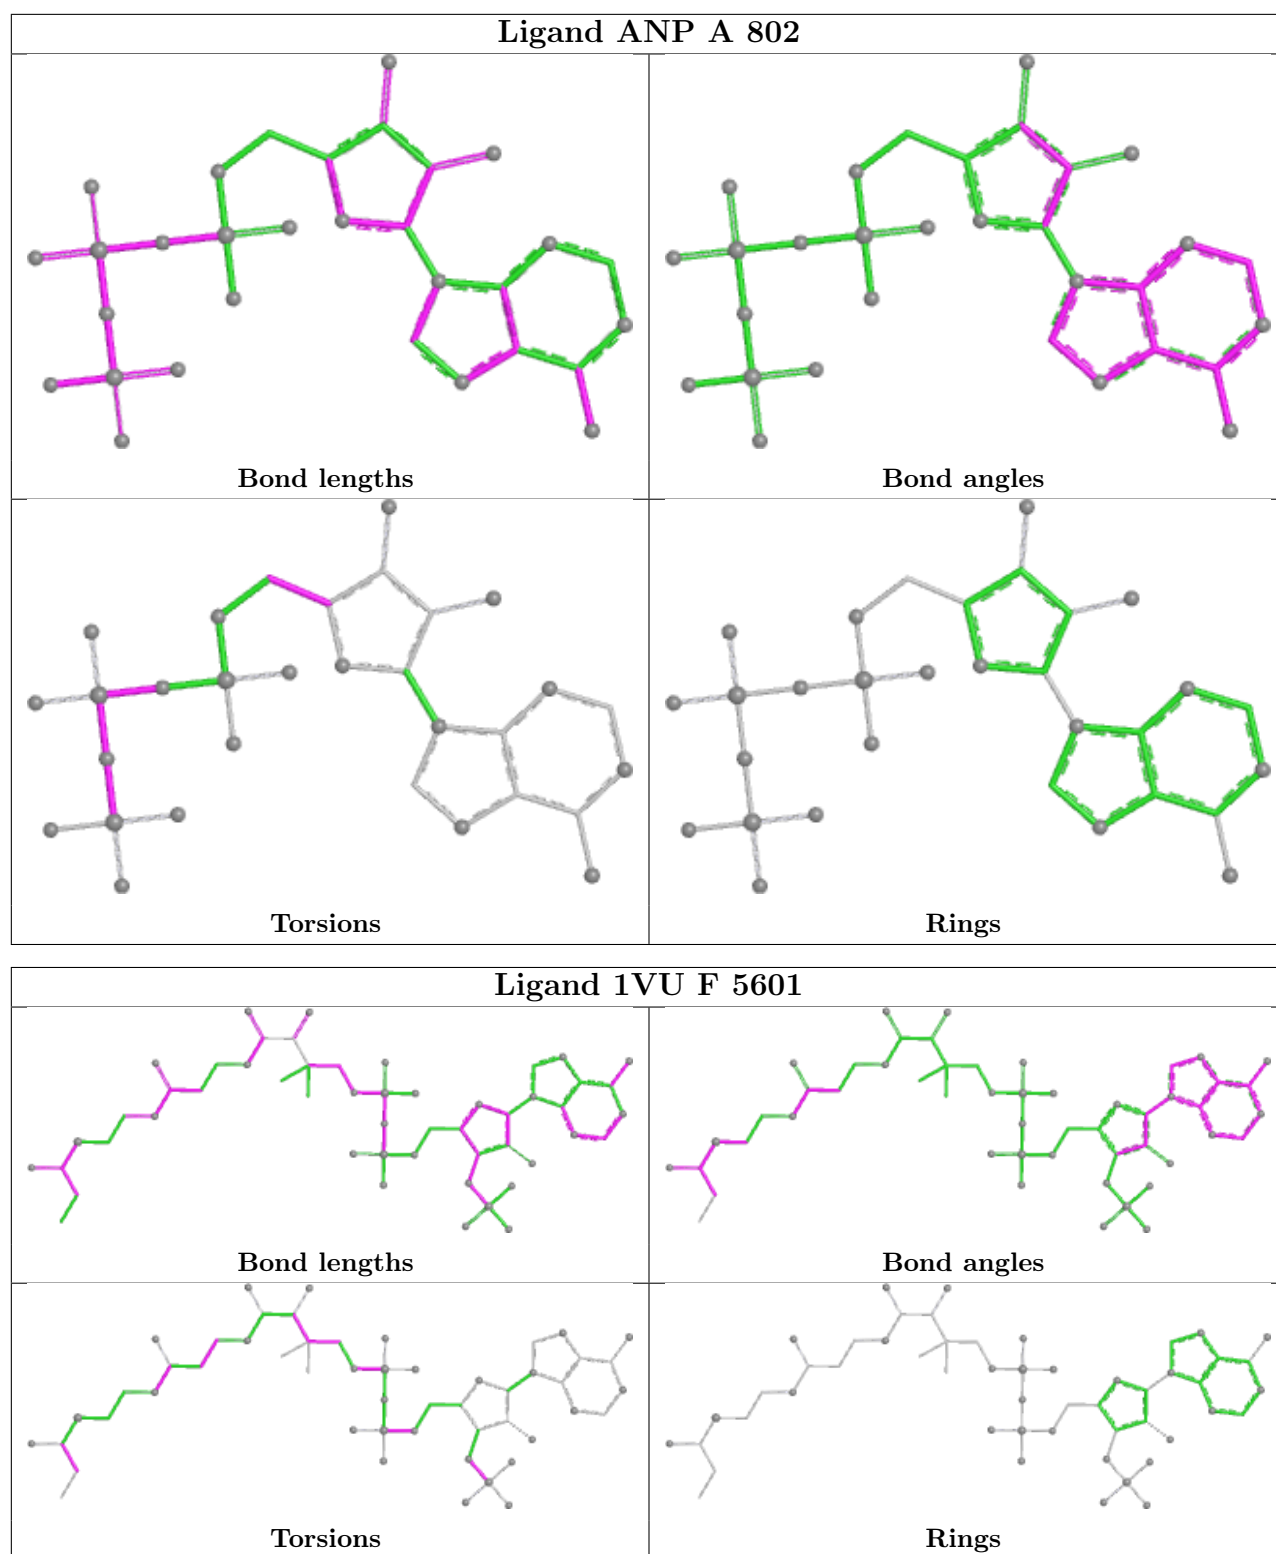 Ligand ANP A 802
Bond lengths
Bond angles
Torsions
Rings
Ligand 1VU F 5601
Bond lengths
Bond angles
Torsions
Rings